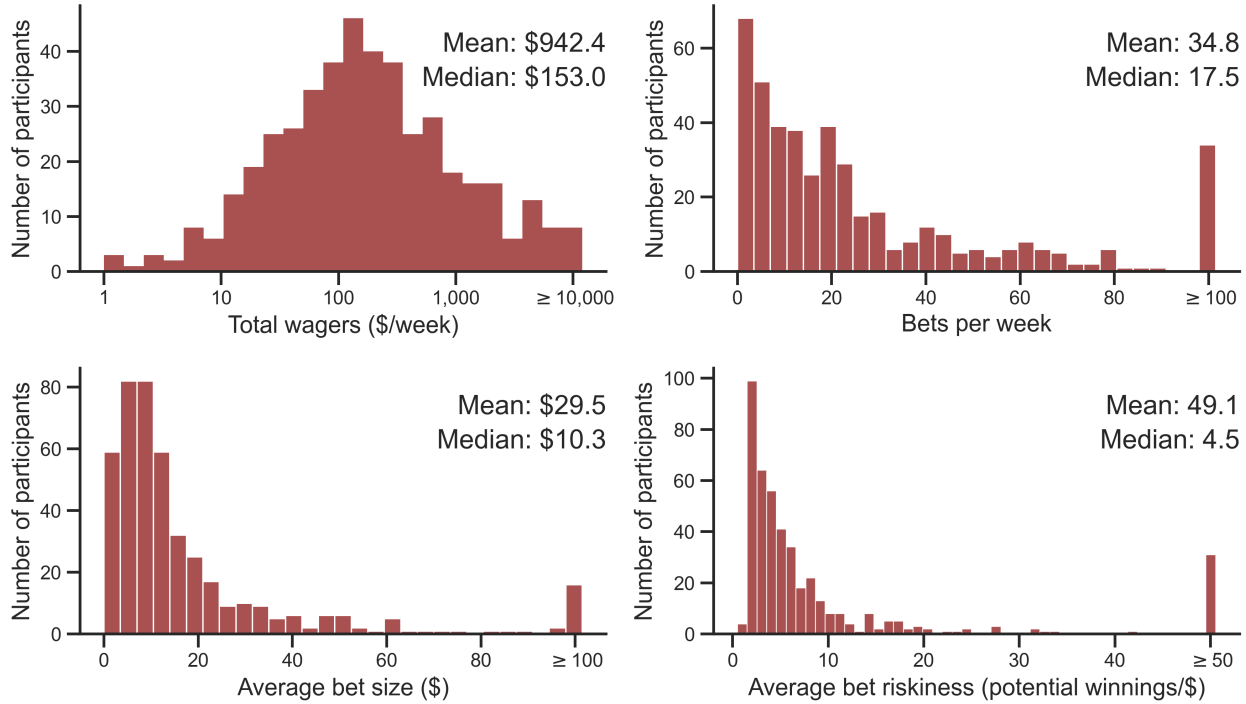 Number of participants
40
30
20
10
0
Mean: $942.4
Median: $153.0
1 10 100 1,000 ≥ 10,000
Total wagers ($/week)
Number of participants
60
40
20
0
Mean: 34.8
Median: 17.5
0 20 40 60 80 ≥ 100
Bets per week
Number of participants
80
60
40
20
0
Mean: $29.5
Median: $10.3
0 20 40 60 80 ≥ 100
Average bet size ($)
Number of participants
100
80
60
40
20
0
Mean: 49.1
Median: 4.5
0 10 20 30 40 ≥ 50
Average bet riskiness (potential winnings/$)